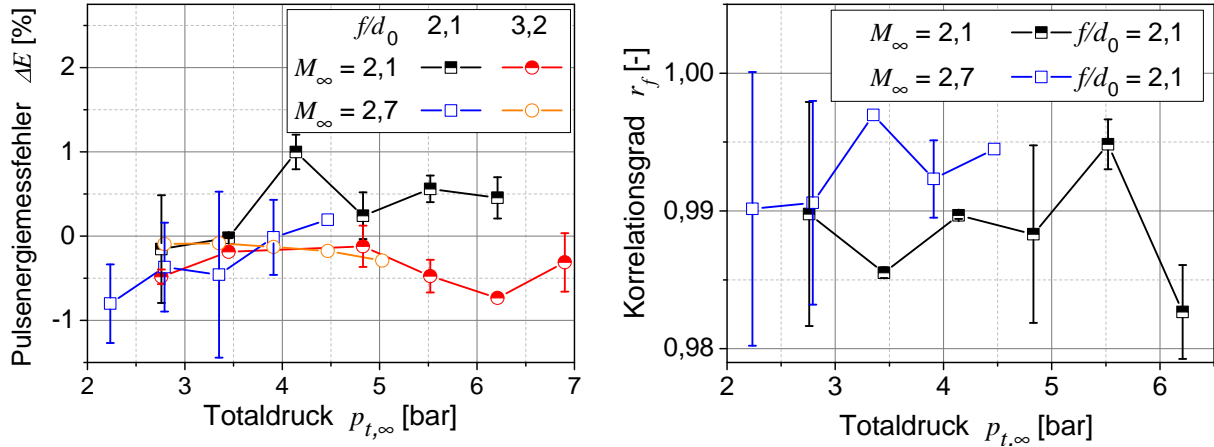 f/d0 2,1 3,2
M∞ = 2,1
M∞ = 2,7
Pulsenergiemessfehler ΔE [%]
2
1
0
-1
2 3 4 5 6 7
Totaldruck pt,∞ [bar]
M∞ = 2,1 f/d0 = 2,1
M∞ = 2,7 f/d0 = 2,1
Korrelationsgrad rf [-]
1,00
0,99
0,98
2 3 4 5 6
Totaldruck pt,∞ [bar]